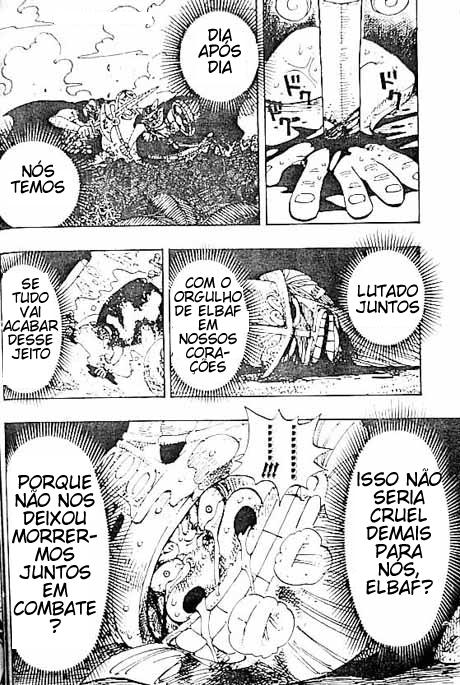 ドクッ
ドクッ
DIA
APÓS
DIA
NÓS
TEMOS
LUTADO
JUNTOS
COM O
ORGULHO
DE ELBAF
EM
NOSSOS
CORA-
ÇÕES
SE
TUDO
VAI
ACABAR
DESSE
JEITO
ISSO NÃO
SERIA
CRUEL
DEMAIS
PARA
NÓS,
ELBAF?
PORQUE
NÃO NOS
DEIXOU
MORRER-
MOS
JUNTOS
EM
COMBATE
?